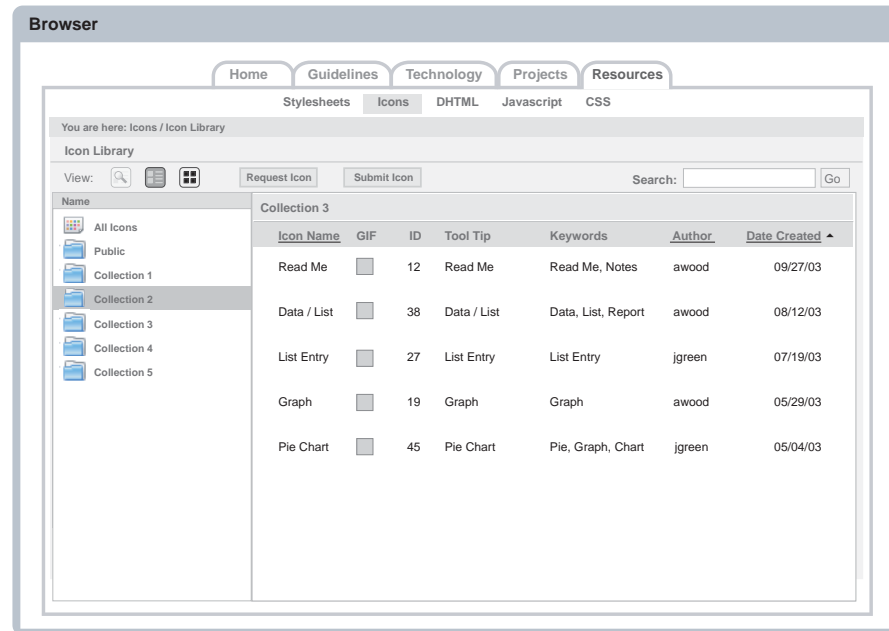 Browser
Home Guidelines Technology Projects Resources
Stylesheets Icons DHTML Javascript CSS
You are here: Icons / Icon Library
Icon Library
View: Request Icon Submit Icon Search: Go
Name
All Icons
Public
Collection 1
Collection 2
Collection 3
Collection 4
Collection 5
Collection 3
Icon Name GIF ID Tool Tip Keywords Author Date Created
Read Me 12 Read Me Read Me, Notes awood 09/27/03
Data / List 38 Data / List Data, List, Report awood 08/12/03
List Entry 27 List Entry List Entry jgreen 07/19/03
Graph 19 Graph Graph awood 05/29/03
Pie Chart 45 Pie Chart Pie, Graph, Chart jgreen 05/04/03